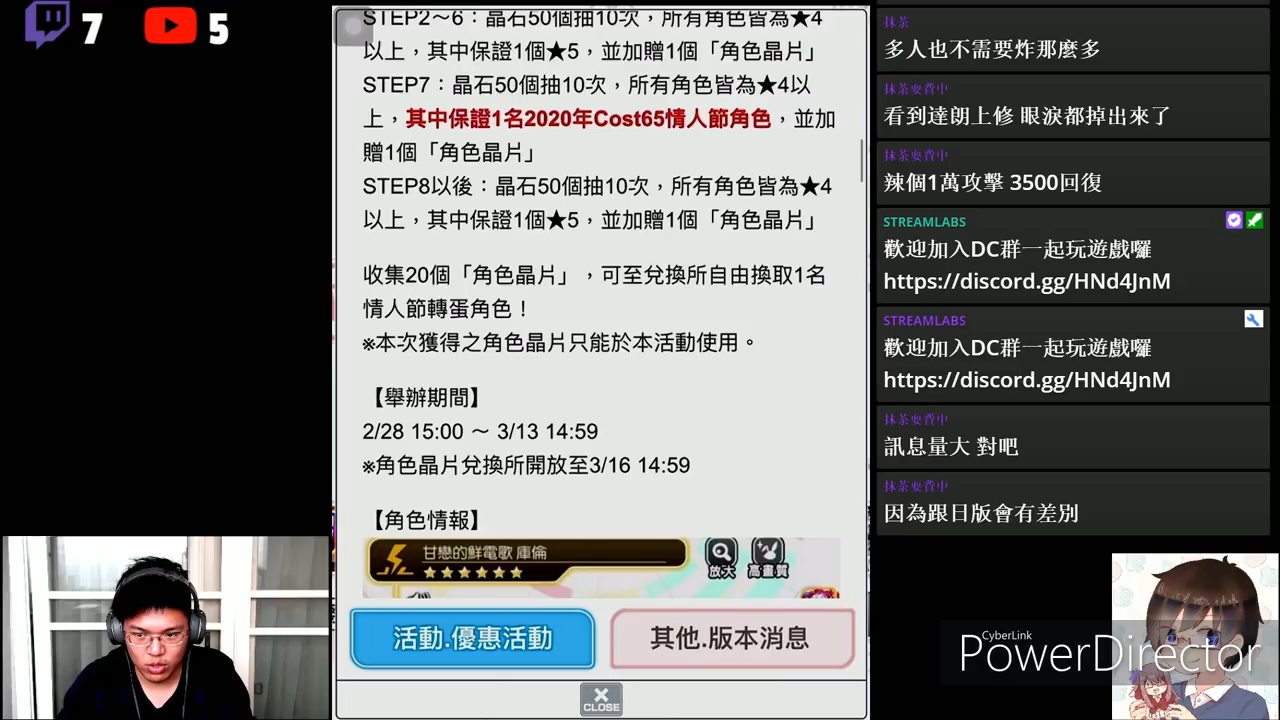 7
5
STEP2～6：晶石50個抽10次，所有角色皆為★4
以上，其中保證1個★5，並加贈1個「角色晶片」
STEP7：晶石50個抽10次，所有角色皆為★4以
上，其中保證1名2020年Cost65情人節角色，並加
贈1個「角色晶片」
STEP8以後：晶石50個抽10次，所有角色皆為★4
以上，其中保證1個★5，並加贈1個「角色晶片」
收集20個「角色晶片」，可至兌換所自由換取1名
情人節轉蛋角色！
※本次獲得之角色晶片只能於本活動使用。
【舉辦期間】
2/28 15:00 ～ 3/13 14:59
※角色晶片兌換所開放至3/16 14:59
【角色情報】
甘戀的鮮電歌 庫倫
★★★★★★
放大
高畫質
活動.優惠活動
其他.版本消息
CLOSE
抹茶
多人也不需要炸那麼多
抹茶耍費中
看到達朗上修 眼淚都掉出來了
抹茶耍費中
辣個1萬攻擊 3500回復
STREAMLABS
歡迎加入DC群一起玩遊戲囉
https://discord.gg/HNd4JnM
STREAMLABS
歡迎加入DC群一起玩遊戲囉
https://discord.gg/HNd4JnM
抹茶耍費中
訊息量大 對吧
抹茶耍費中
因為跟日版會有差別
CyberLink
PowerDirector